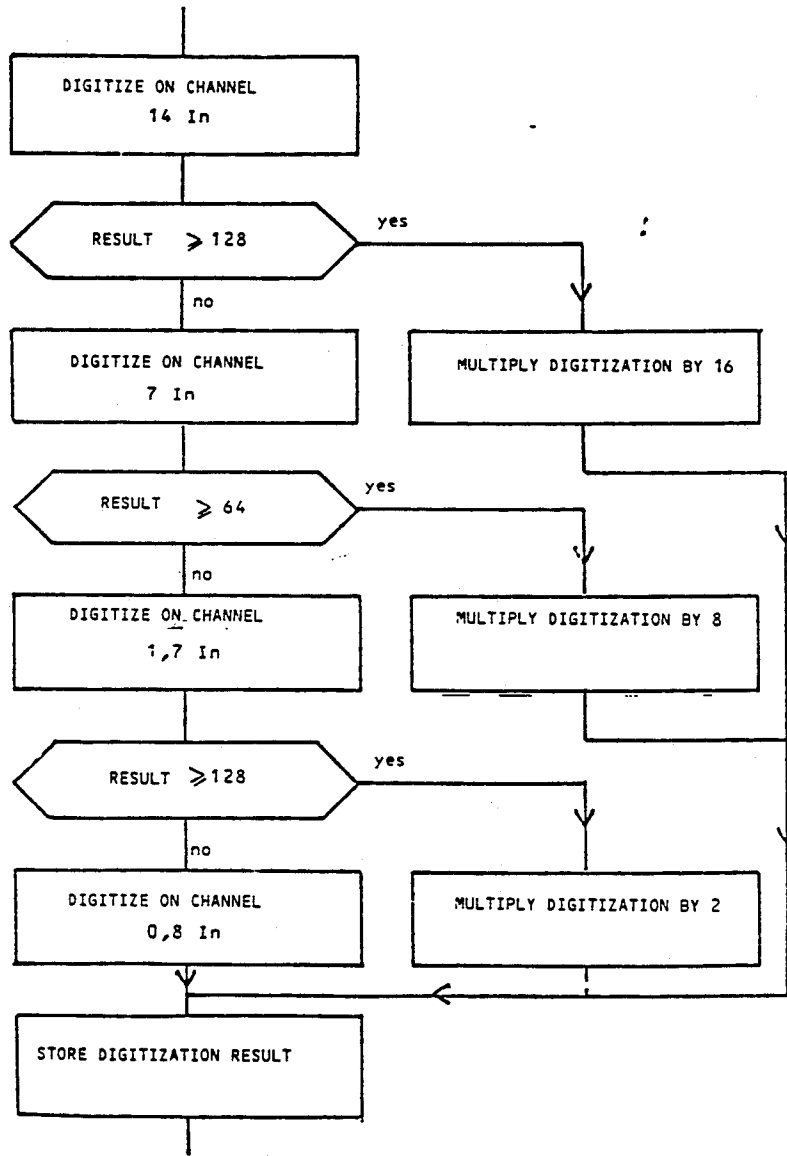 DIGITIZE ON CHANNEL
14 In
RESULT ⩾ 128
yes
no
DIGITIZE ON CHANNEL
7 In
MULTIPLY DIGITIZATION BY 16
RESULT ⩾ 64
yes
no
DIGITIZE ON CHANNEL
1,7 In
MULTIPLY DIGITIZATION BY 8
RESULT ⩾ 128
yes
no
DIGITIZE ON CHANNEL
0,8 In
MULTIPLY DIGITIZATION BY 2
STORE DIGITIZATION RESULT